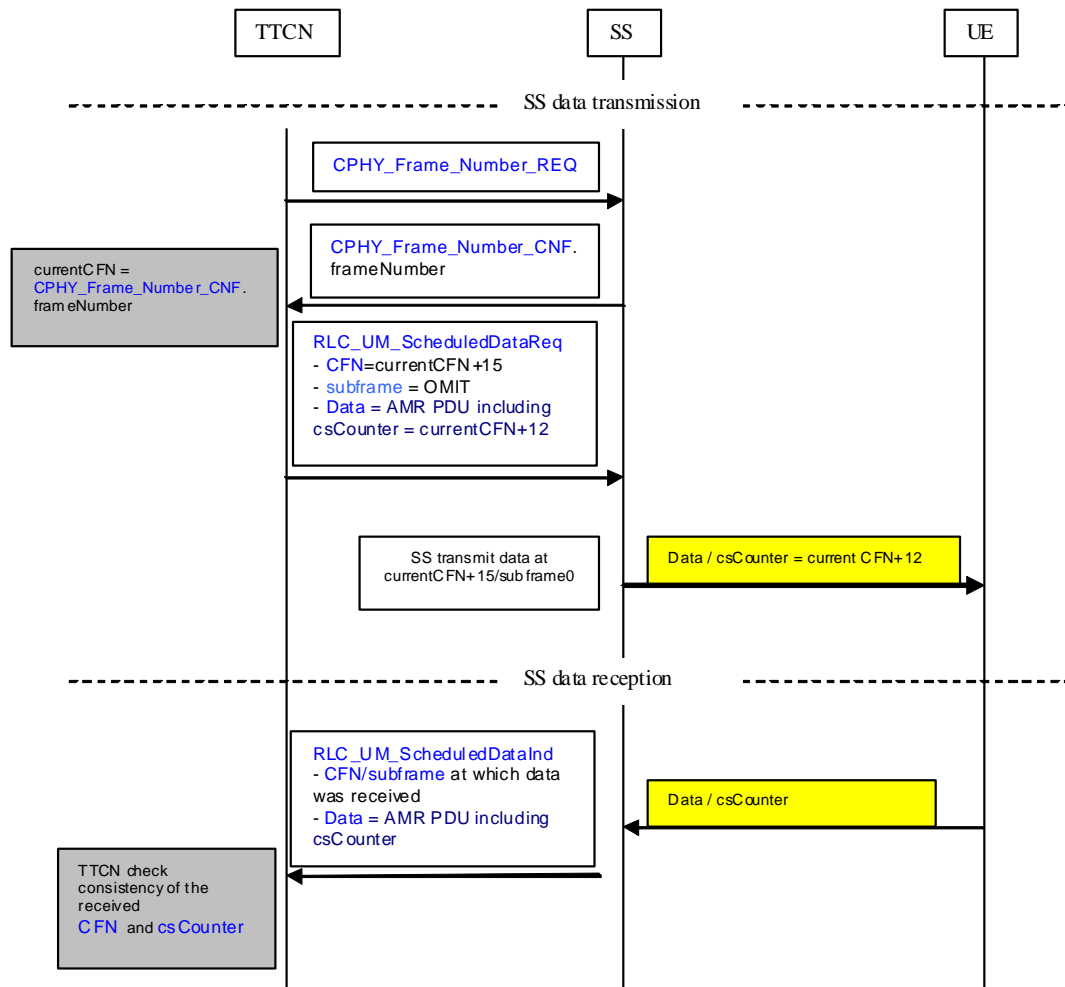 TTCN
SS
UE
SS data transmission
CPHY_Frame_Number_REQ
CPHY_Frame_Number_CNF.
frameNumber
currentCFN =
CPHY_Frame_Number_CNF.
frameNumber
RLC_UM_ScheduledDataReq
- CFN=currentCFN+15
- subframe = OMIT
- Data = AMR PDU including
csCounter = currentCFN+12
SS transmit data at
currentCFN+15/subframe0
Data / csCounter = current CFN+12
SS data reception
RLC_UM_ScheduledDataInd
- CFN/subframe at which data
was received
- Data = AMR PDU including
csCounter
Data / csCounter
TTCN check
consistency of the
received
CFN and csCounter